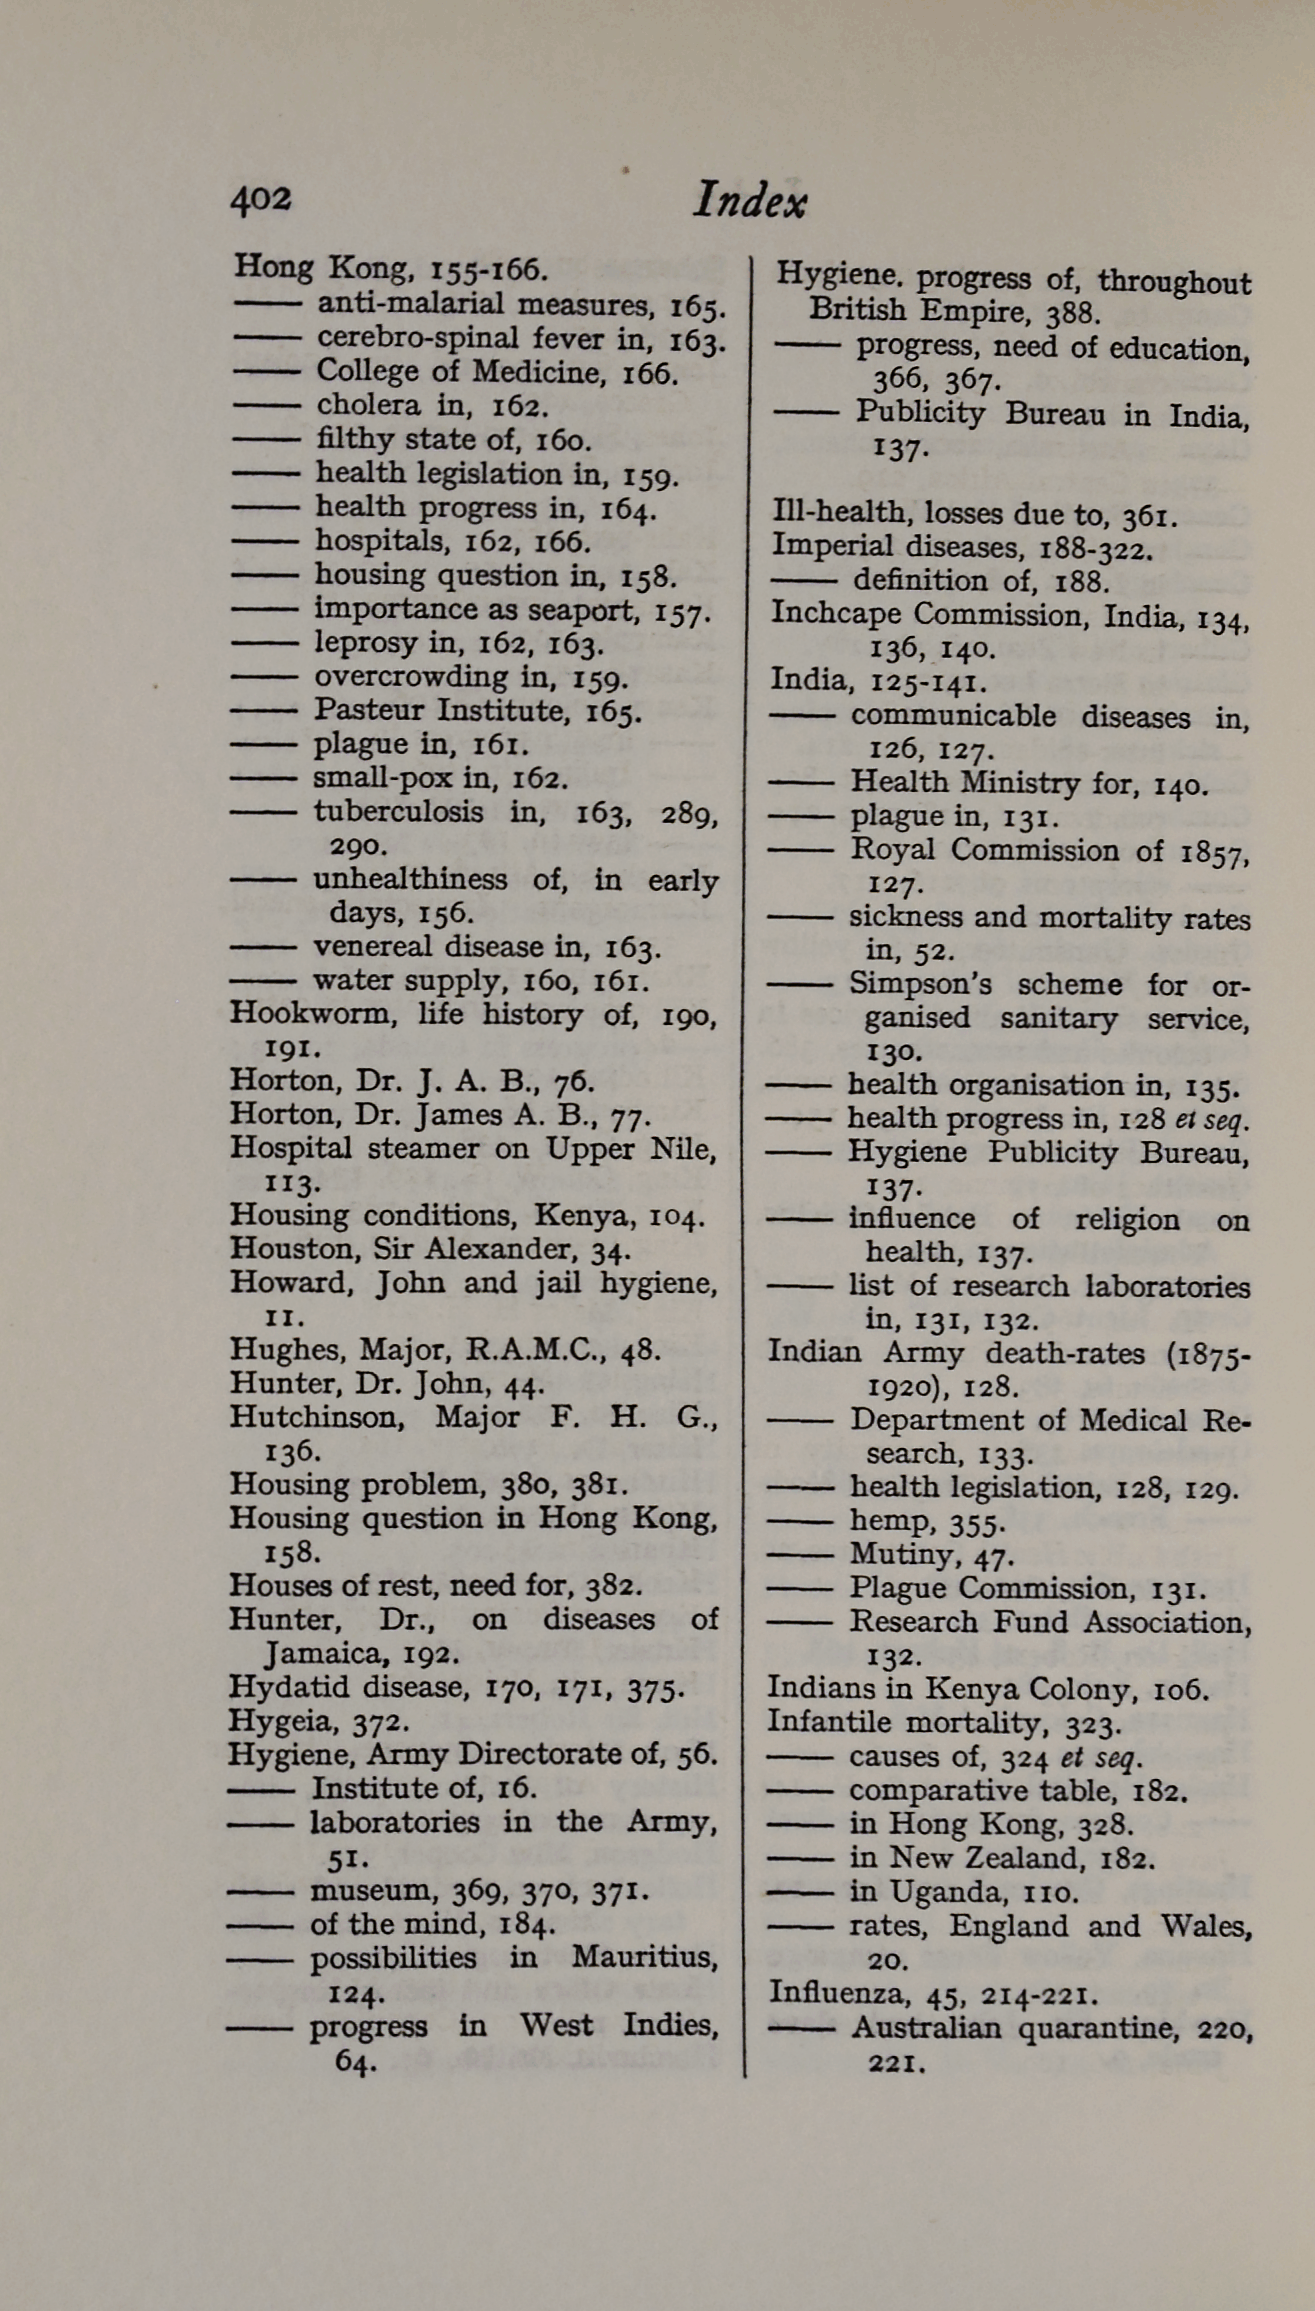 402
Index
Hong Kong, 155-166.
—— anti-malarial measures, 165.
—— cerebro-spinal fever in, 163.
—— College of Medicine, 166.
—— cholera in, 162.
—— filthy state of, 160.
—— health legislation in, 159.
—— health progress in, 164.
—— hospitals, 162, 166.
—— housing question in, 158.
—— importance as seaport, 157.
—— leprosy in, 162, 163.
—— overcrowding in, 159.
—— Pasteur Institute, 165.
—— plague in, 161.
—— small-pox in, 162.
—— tuberculosis in, 163, 289,
290.
—— unhealthiness of, in early
days, 156.
—— venereal disease in, 163.
—— water supply, 160, 161.
Hookworm, life history of, 190,
191.
Horton, Dr. J. A. B., 76.
Horton, Dr. James A. B., 77.
Hospital steamer on Upper Nile,
113.
Housing conditions, Kenya, 104.
Houston, Sir Alexander, 34.
Howard, John and jail hygiene,
11.
Hughes, Major, R.A.M.C., 48.
Hunter, Dr. John, 44.
Hutchinson, Major F. H. G.,
136.
Housing problem, 380, 381.
Housing question in Hong Kong,
158.
Houses of rest, need for, 382.
Hunter, Dr., on diseases of
Jamaica, 192.
Hydatid disease, 170, 171, 375.
Hygeia, 372.
Hygiene, Army Directorate of, 56.
—— Institute of, 16.
—— laboratories in the Army,
51.
—— museum, 369, 370, 371.
—— of the mind, 184.
—— possibilities in Mauritius,
124.
—— progress in West Indies,
64.
Hygiene. progress of, throughout
British Empire, 388.
—— progress, need of education,
366, 367.
—— Publicity Bureau in India,
137.
Ill-health, losses due to, 361.
Imperial diseases, 188-322.
—— definition of, 188.
Inchcape Commission, India, 134,
136, 140.
India, 125-141.
—— communicable diseases in,
126, 127.
—— Health Ministry for, 140.
—— plague in, 131.
—— Royal Commission of 1857,
127.
—— sickness and mortality rates
in, 52.
—— Simpson's scheme for or-
ganised sanitary service,
130.
—— health organisation in, 135.
—— health progress in, 128 et seq.
—— Hygiene Publicity Bureau,
137.
—— influence of religion on
health, 137.
—— list of research laboratories
in, 131, 132.
Indian Army death-rates (1875-
1920), 128.
—— Department of Medical Re-
search, 133.
—— health legislation, 128, 129.
—— hemp, 355.
—— Mutiny, 47.
—— Plague Commission, 131.
—— Research Fund Association,
132.
Indians in Kenya Colony, 106.
Infantile mortality, 323.
—— causes of, 324 et seq.
—— comparative table, 182.
—— in Hong Kong, 328.
—— in New Zealand, 182.
—— in Uganda, 110.
—— rates, England and Wales,
20.
Influenza, 45, 214-221.
—— Australian quarantine, 220,
221.